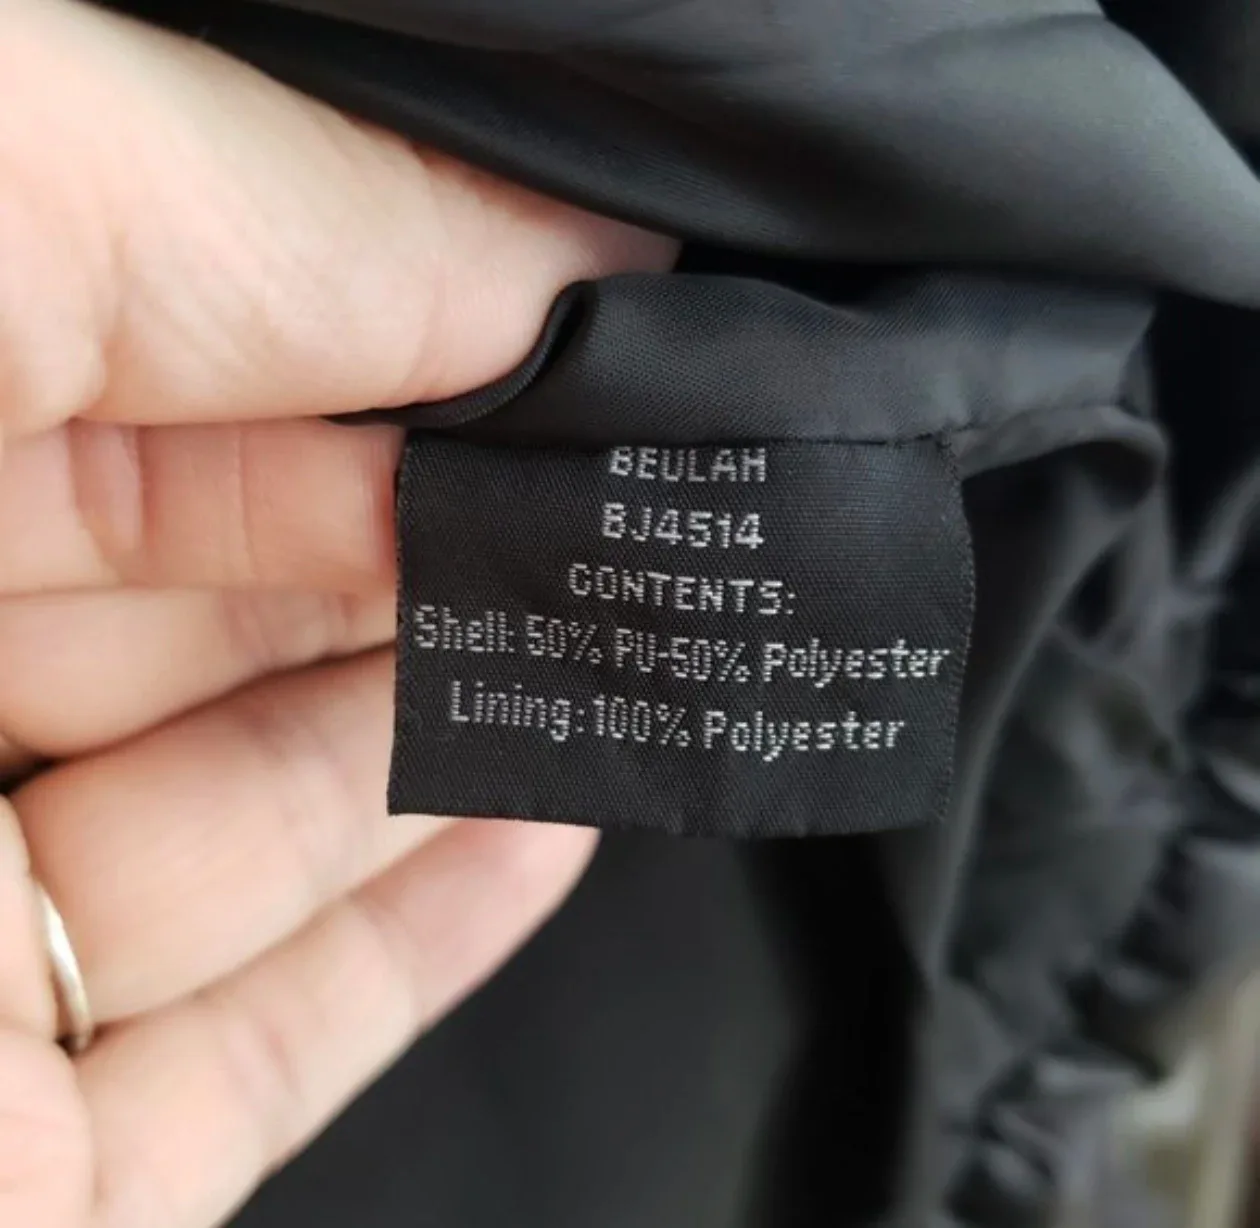 BEULAH
BJ4514
CONTENTS:
Shell: 50% PU-50% Polyester
Lining:100% Polyester